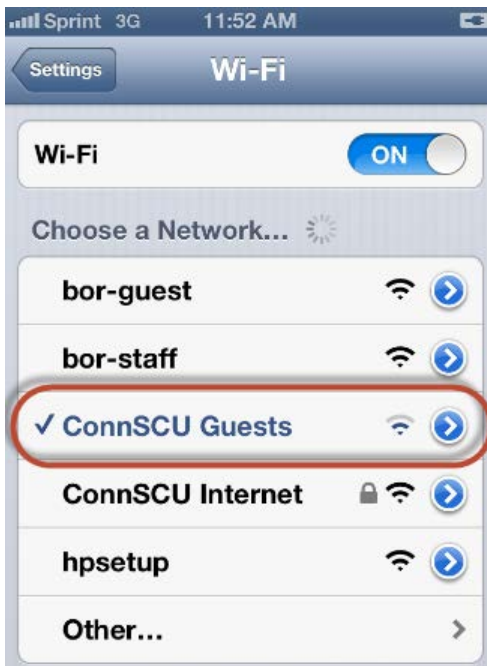 Sprint 3G 11:52 AM
Settings Wi-Fi
Wi-Fi ON
Choose a Network...
bor-guest
bor-staff
✓ ConnSCU Guests
ConnSCU Internet
hpsetup
Other...